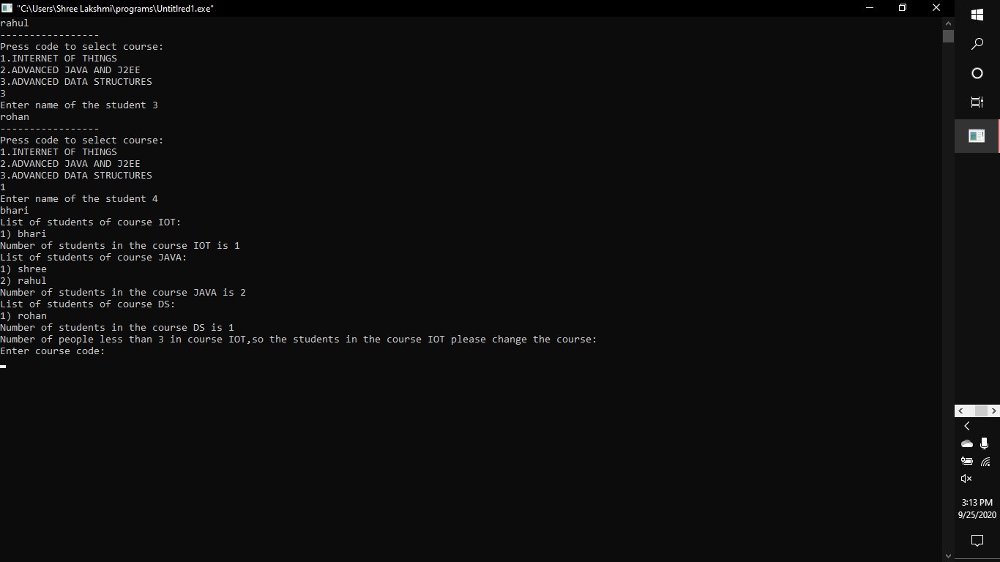 "C:\Users\Shree Lakshmi\programs\Untitlred1.exe"
rahul
-----------------
Press code to select course:
1.INTERNET OF THINGS
2.ADVANCED JAVA AND J2EE
3.ADVANCED DATA STRUCTURES
3
Enter name of the student 3
rohan
-----------------
Press code to select course:
1.INTERNET OF THINGS
2.ADVANCED JAVA AND J2EE
3.ADVANCED DATA STRUCTURES
1
Enter name of the student 4
bhari
List of students of course IOT:
1) bhari
Number of students in the course IOT is 1
List of students of course JAVA:
1) shree
2) rahul
Number of students in the course JAVA is 2
List of students of course DS:
1) rohan
Number of students in the course DS is 1
Number of people less than 3 in course IOT,so the students in the course IOT please change the course:
Enter course code:
3:13 PM
9/25/2020